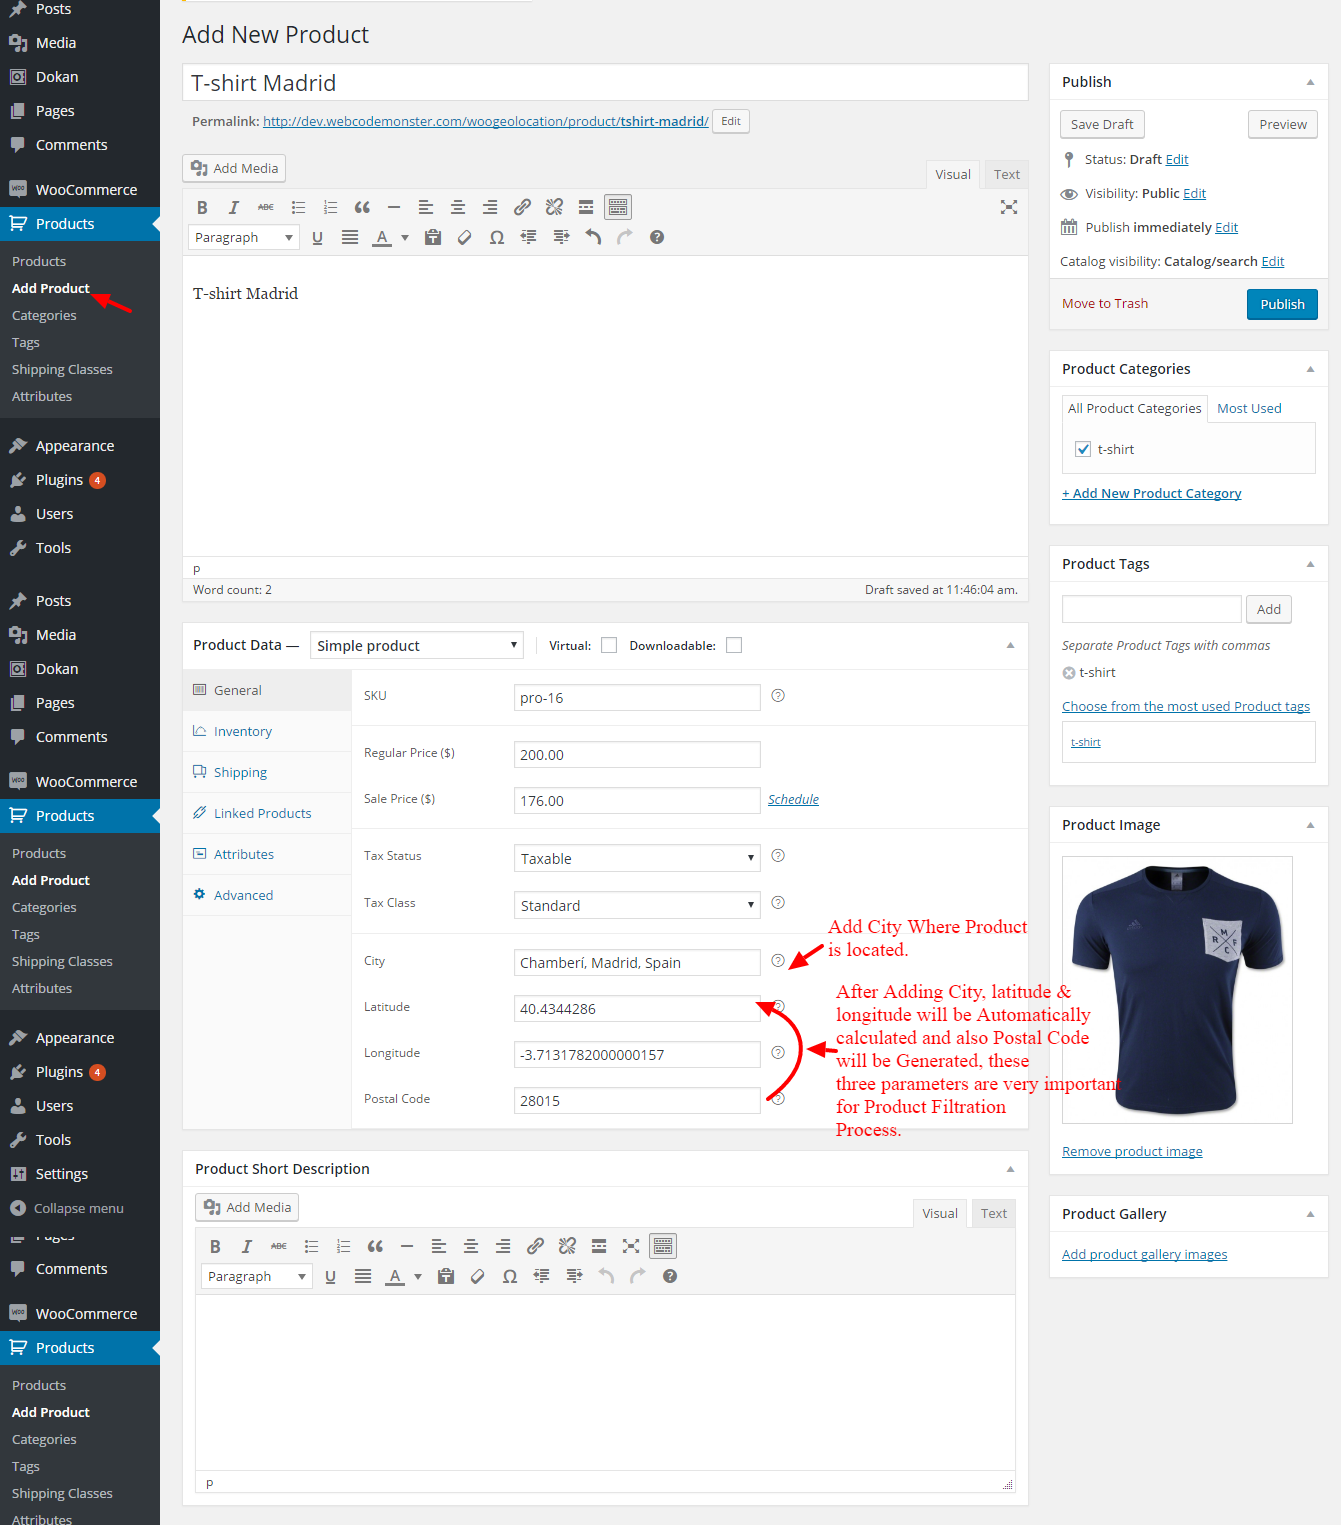 Posts
Media
Dokan
Pages
Comments
WooCommerce
Products
Products
Add Product
Categories
Tags
Shipping Classes
Attributes
Appearance
Plugins 4
Users
Tools
Posts
Media
Dokan
Pages
Comments
WooCommerce
Products
Products
Add Product
Categories
Tags
Shipping Classes
Attributes
Appearance
Plugins 4
Users
Tools
Settings
Collapse menu
Pages
Comments
WooCommerce
Products
Products
Add Product
Categories
Tags
Shipping Classes
Attributes
Add New Product
T-shirt Madrid
Permalink: http://dev.webcodemonster.com/woogeolocation/product/tshirt-madrid/ Edit
Add Media
Visual Text
B I ABC
Paragraph U A Ω
T-shirt Madrid
p
Word count: 2 Draft saved at 11:46:04 am.
Product Data — Simple product Virtual: Downloadable:
General
Inventory
Shipping
Linked Products
Attributes
Advanced
SKU pro-16
Regular Price ($) 200.00
Sale Price ($) 176.00 Schedule
Tax Status Taxable
Tax Class Standard
City Chamberí, Madrid, Spain
Latitude 40.4344286
Longitude -3.7131782000000157
Postal Code 28015
Add City Where Product
is located.
After Adding City, latitude &
longitude will be Automatically
calculated and also Postal Code
will be Generated, these
three parameters are very important
for Product Filtration
Process.
Product Short Description
Add Media
Visual Text
B I ABC
Paragraph U A Ω
p
Publish
Save Draft Preview
Status: Draft Edit
Visibility: Public Edit
Publish immediately Edit
Catalog visibility: Catalog/search Edit
Move to Trash Publish
Product Categories
All Product Categories Most Used
t-shirt
+ Add New Product Category
Product Tags
Add
Separate Product Tags with commas
t-shirt
Choose from the most used Product tags
t-shirt
Product Image
M
R F
C
Remove product image
Product Gallery
Add product gallery images